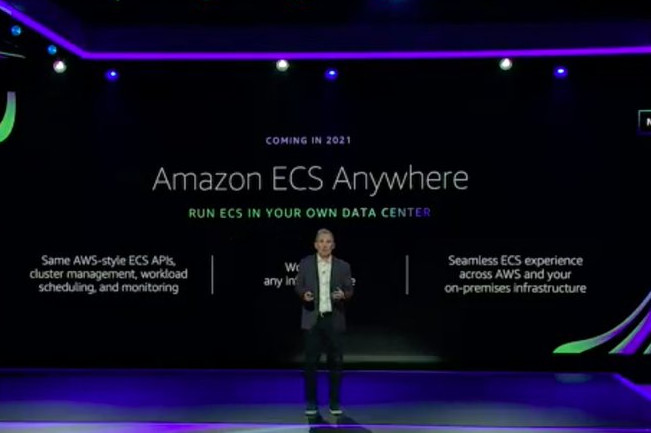 COMING IN 2021
Amazon ECS Anywhere
RUN ECS IN YOUR OWN DATA CENTER
Same AWS-style ECS APIs,
cluster management, workload
scheduling, and monitoring
any
Seamless ECS experience
across AWS and your
on-premises infrastructure